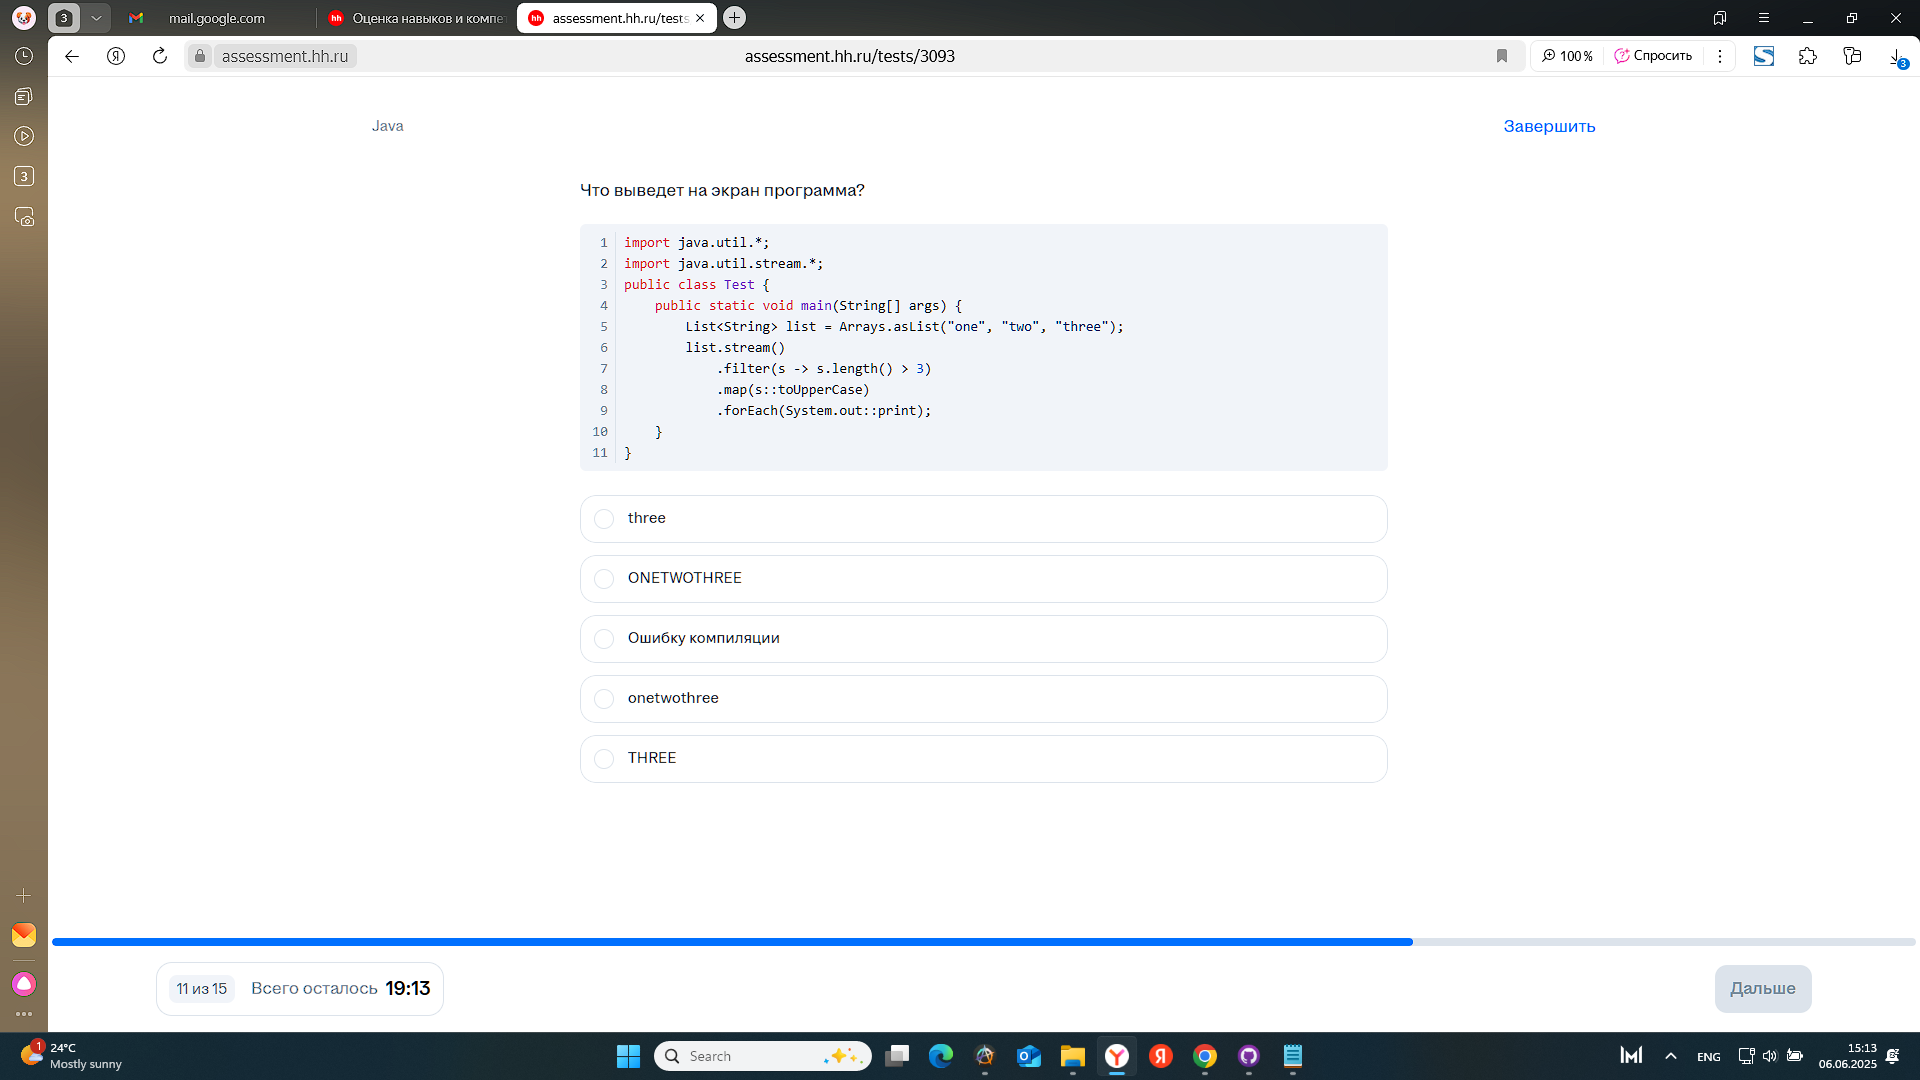 3
mail.google.com
hh
Оценка навыков и компе
hh
assessment.hh.ru/tests
assessment.hh.ru
assessment.hh.ru/tests/3093
100 %
Спросить
3
3
Java
Завершить
Что выведет на экран программа?
1 import java.util.*;
2 import java.util.stream.*;
3 public class Test {
4 public static void main(String[] args) {
5 List<String> list = Arrays.asList("one", "two", "three");
6 list.stream()
7 .filter(s -> s.length() > 3)
8 .map(s::toUpperCase)
9 .forEach(System.out::print);
10 }
11 }
three
ONETWOTHREE
Ошибку компиляции
onetwothree
THREE
11 из 15
Всего осталось 19:13
Дальше
1
24°C
Mostly sunny
Search
ENG
15:13
06.06.2025